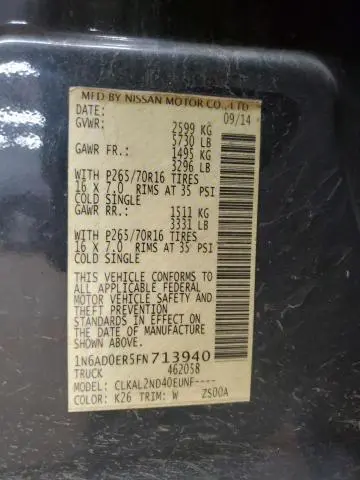 MFD BY NISSAN MOTOR CO., LTD
DATE: 09/14
GVWR: 2599 KG
5730 LB
GAWR FR.: 1495 KG
3296 LB
WITH P265/70R16 TIRES
16 X 7.0 RIMS AT 35 PSI
COLD SINGLE
GAWR RR.: 1511 KG
3331 LB
WITH P265/70R16 TIRES
16 X 7.0 RIMS AT 35 PSI
COLD SINGLE
THIS VEHICLE CONFORMS TO
ALL APPLICABLE FEDERAL
MOTOR VEHICLE SAFETY AND
THEFT PREVENTION
STANDARDS IN EFFECT ON
THE DATE OF MANUFACTURE
SHOWN ABOVE.
1N6AD0ER5FN713940
TRUCK 462058
MODEL: CLKAL2ND40EUNF----
COLOR: K26 TRIM: W ZS00A